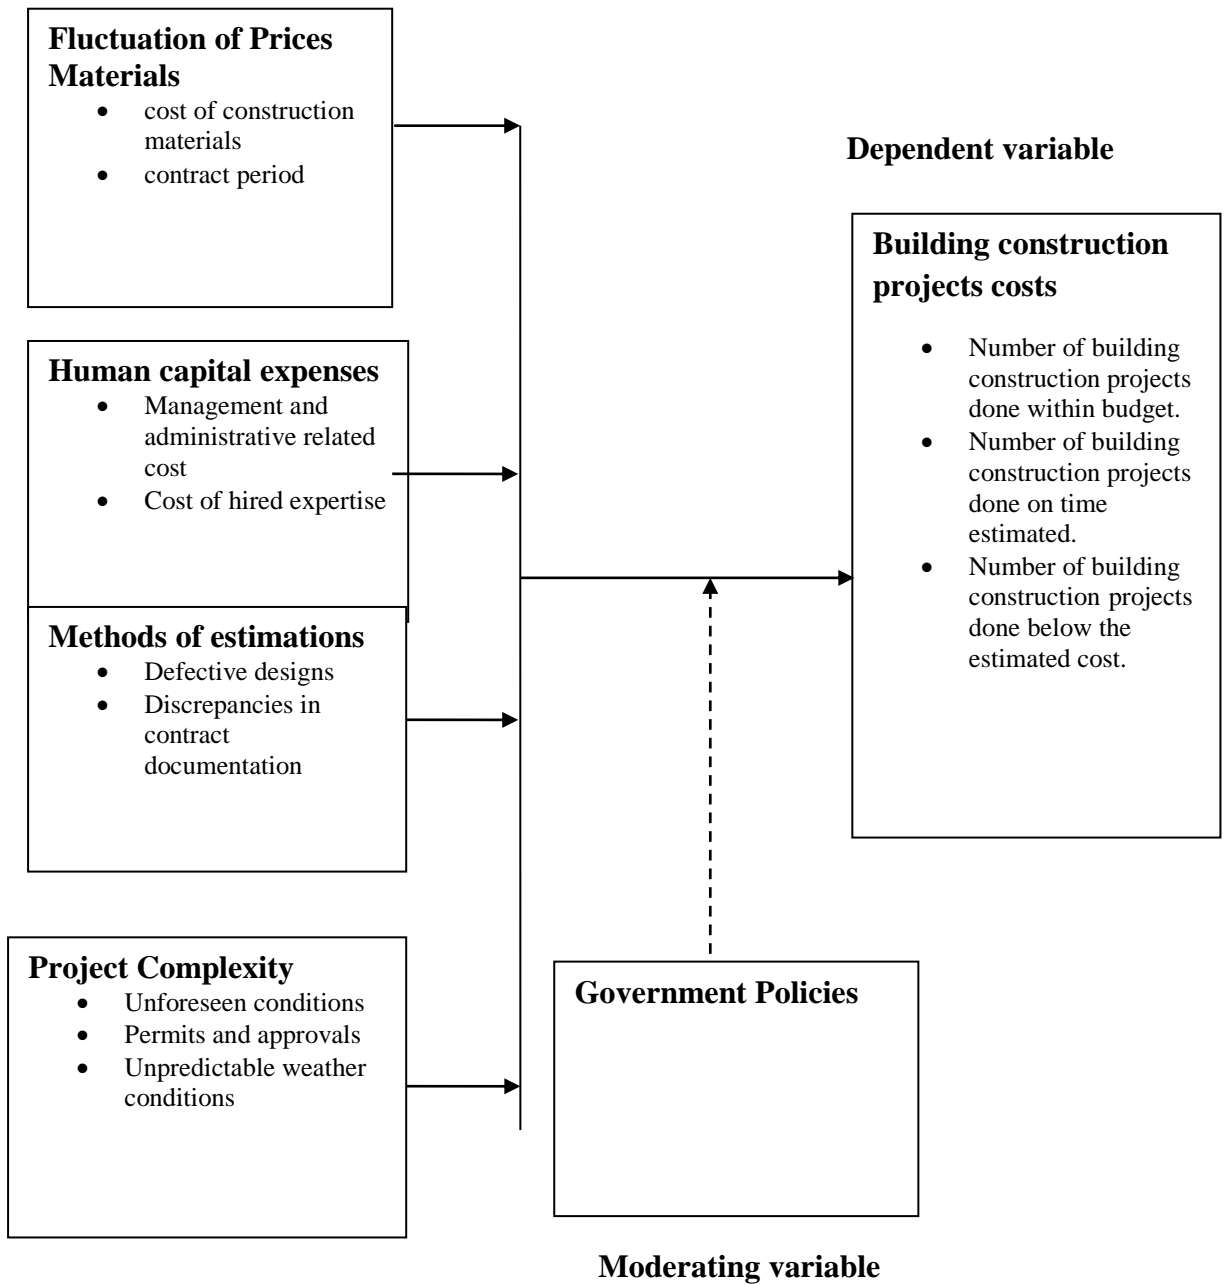 Fluctuation of Prices
Materials
• cost of construction
materials
• contract period
Human capital expenses
• Management and
administrative related
cost
• Cost of hired expertise
Methods of estimations
• Defective designs
• Discrepancies in
contract
documentation
Project Complexity
• Unforeseen conditions
• Permits and approvals
• Unpredictable weather
conditions
Dependent variable
Building construction
projects costs
• Number of building
construction projects
done within budget.
• Number of building
construction projects
done on time
estimated.
• Number of building
construction projects
done below the
estimated cost.
Government Policies
Moderating variable